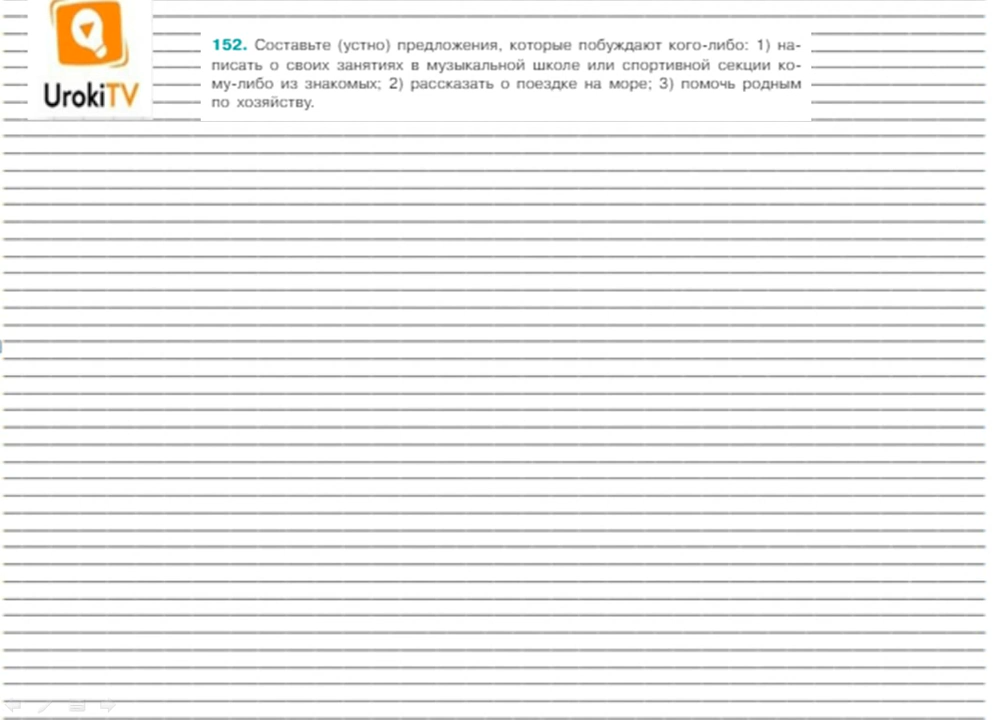 UrokiTV
152. Составьте (устно) предложения, которые побуждают кого-либо: 1) на-
писать о своих занятиях в музыкальной школе или спортивной секции ко-
му-либо из знакомых; 2) рассказать о поездке на море; 3) помочь родным
по хозяйству.